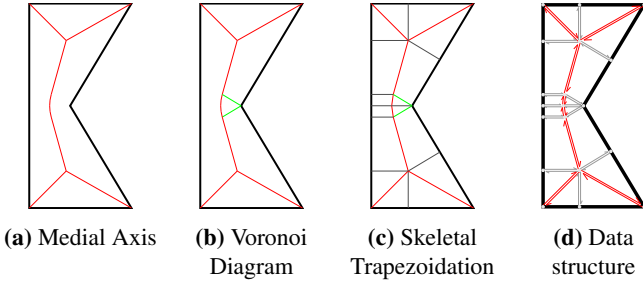 (a) Medial Axis
(b) Voronoi
Diagram
(c) Skeletal
Trapezoidation
(d) Data
structure